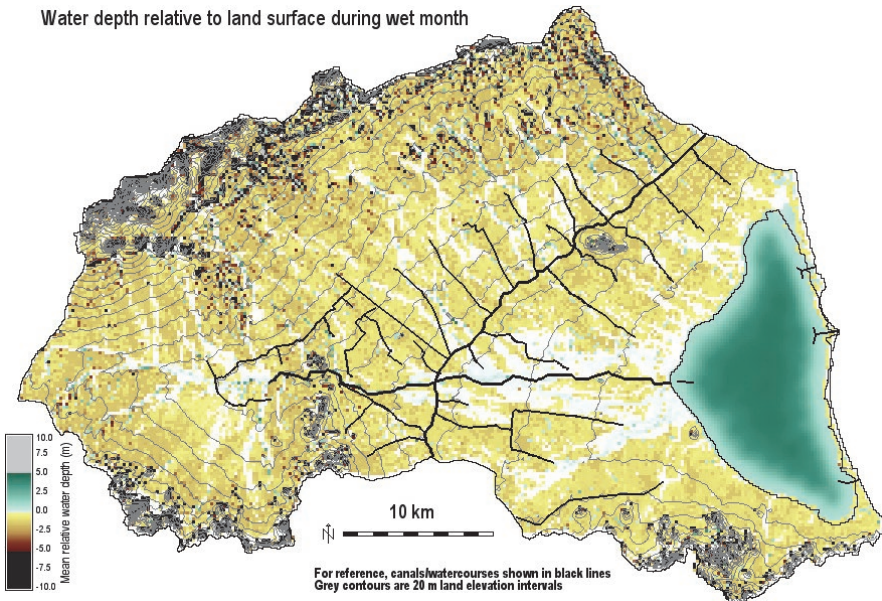 Water depth relative to land surface during wet month
10.0
7.5
5.0
2.5
0.0
-2.5
-5.0
-7.5
-10.0
Mean relative water depth (m)
N
10 km
For reference, canals/watercourses shown in black lines
Grey contours are 20 m land elevation intervals